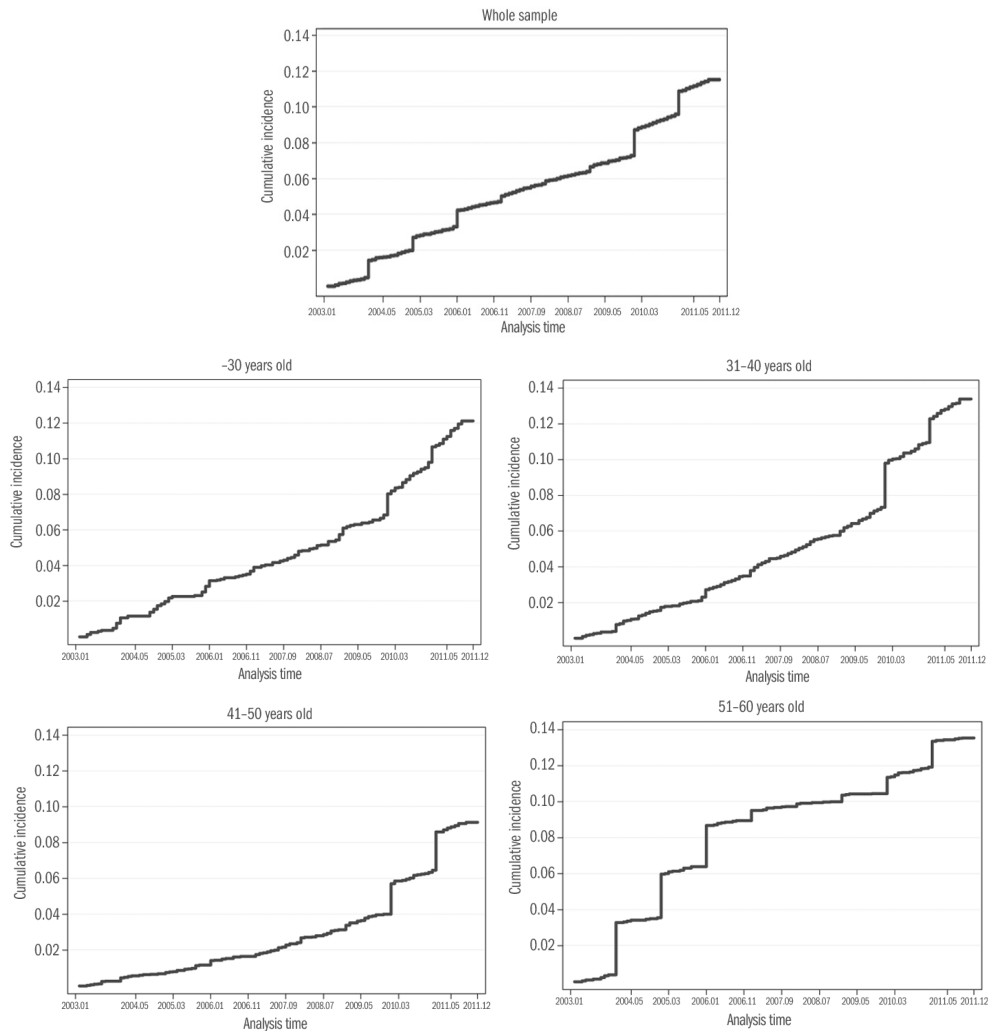 Whole sample
Cumulative incidence
0.14
0.12
0.10
0.08
0.06
0.04
0.02
2003.01 2004.05 2005.03 2006.01 2006.11 2007.09 2008.07 2009.05 2010.03 2011.05 2011.12
Analysis time
–30 years old
Cumulative incidence
0.14
0.12
0.10
0.08
0.06
0.04
0.02
2003.01 2004.05 2005.03 2006.01 2006.11 2007.09 2008.07 2009.05 2010.03 2011.05 2011.12
Analysis time
31–40 years old
Cumulative incidence
0.14
0.12
0.10
0.08
0.06
0.04
0.02
2003.01 2004.05 2005.03 2006.01 2006.11 2007.09 2008.07 2009.05 2010.03 2011.05 2011.12
Analysis time
41–50 years old
Cumulative incidence
0.14
0.12
0.10
0.08
0.06
0.04
0.02
2003.01 2004.05 2005.03 2006.01 2006.11 2007.09 2008.07 2009.05 2010.03 2011.05 2011.12
Analysis time
51–60 years old
Cumulative incidence
0.14
0.12
0.10
0.08
0.06
0.04
0.02
2003.01 2004.05 2005.03 2006.01 2006.11 2007.09 2008.07 2009.05 2010.03 2011.05 2011.12
Analysis time